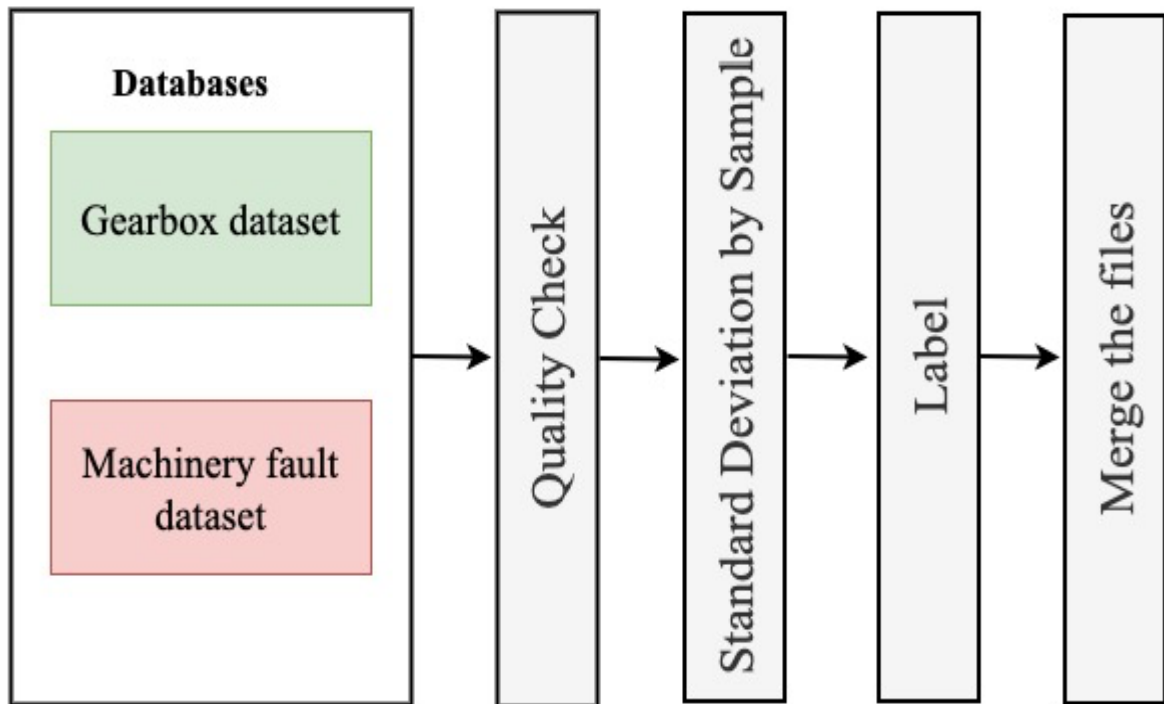 Databases
Gearbox dataset
Machinery fault
dataset
Quality Check
Standard Deviation by Sample
Label
Merge the files